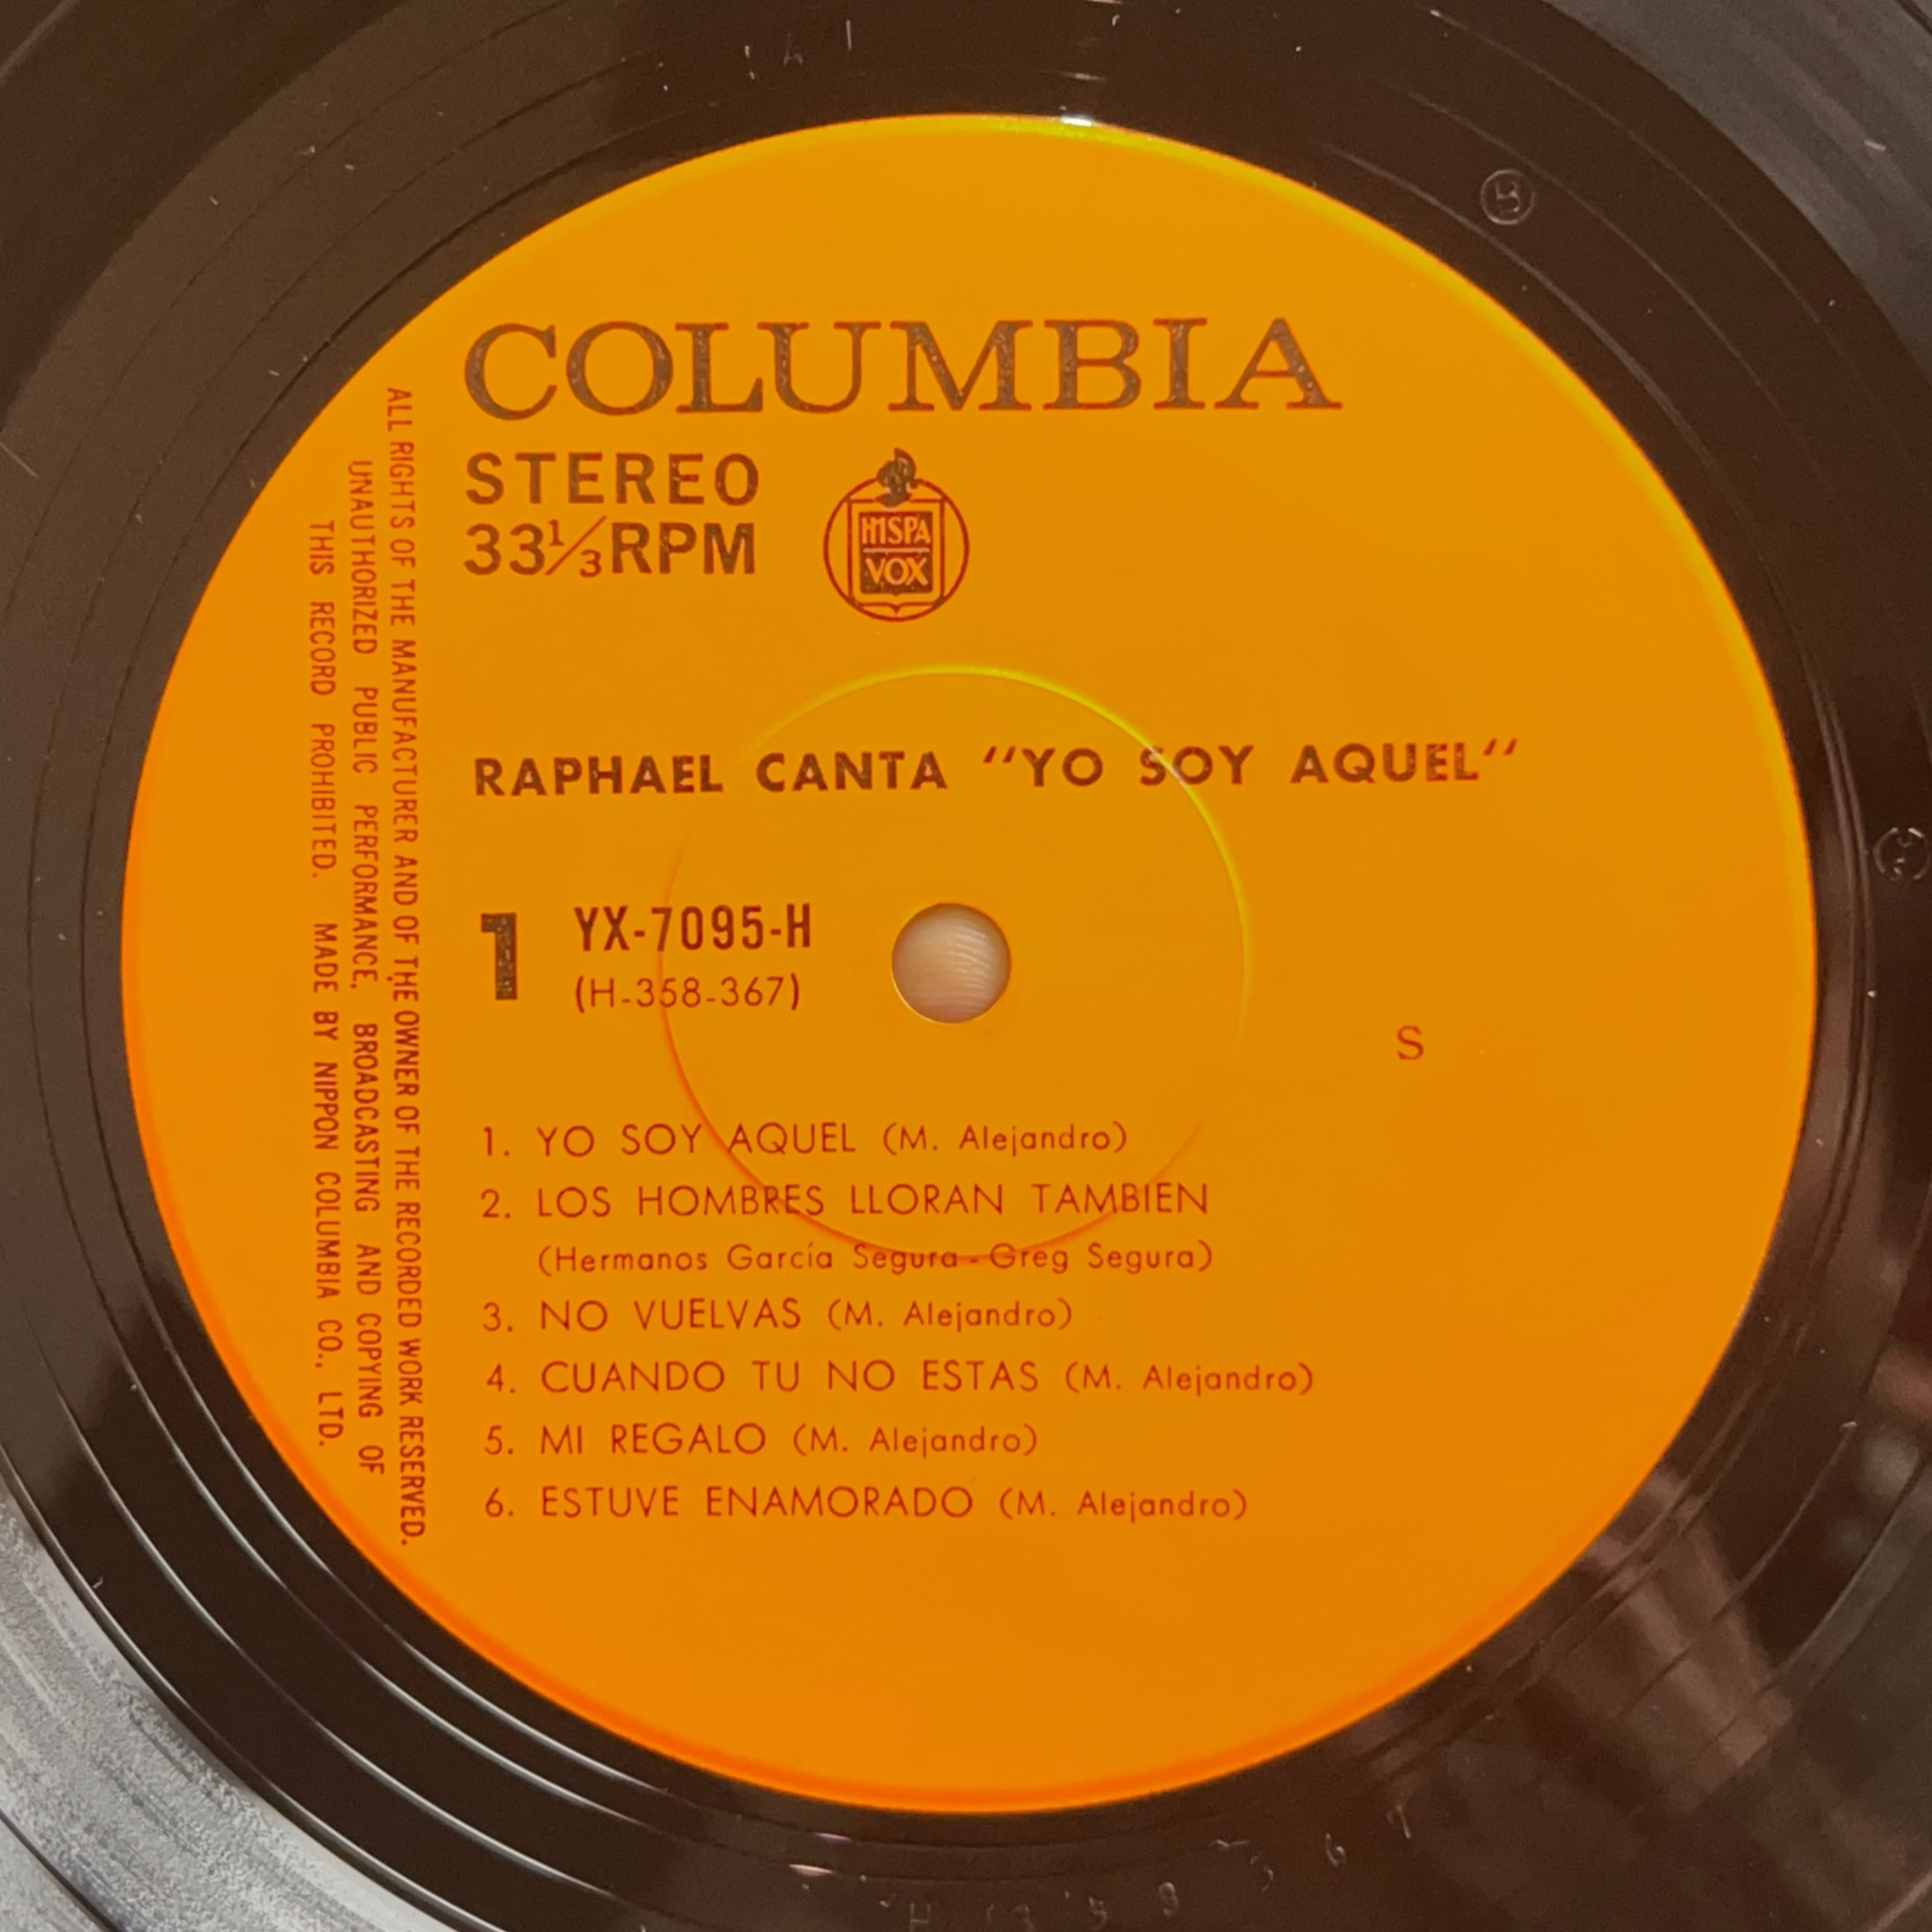 COLUMBIA
STEREO
33⅓RPM
HISPA
VOX
RAPHAEL CANTA "YO SOY AQUEL"
1
YX-7095-H
(H-358-367)
S
1. YO SOY AQUEL (M. Alejandro)
2. LOS HOMBRES LLORAN TAMBIEN
(Hermanos García Segura - Greg Segura)
3. NO VUELVAS (M. Alejandro)
4. CUANDO TU NO ESTAS (M. Alejandro)
5. MI REGALO (M. Alejandro)
6. ESTUVE ENAMORADO (M. Alejandro)
ALL RIGHTS OF THE MANUFACTURER AND OF THE OWNER OF THE RECORDED WORK RESERVED.
UNAUTHORIZED PUBLIC PERFORMANCE, BROADCASTING AND COPYING OF
THIS RECORD PROHIBITED. MADE BY NIPPON COLUMBIA CO., LTD.